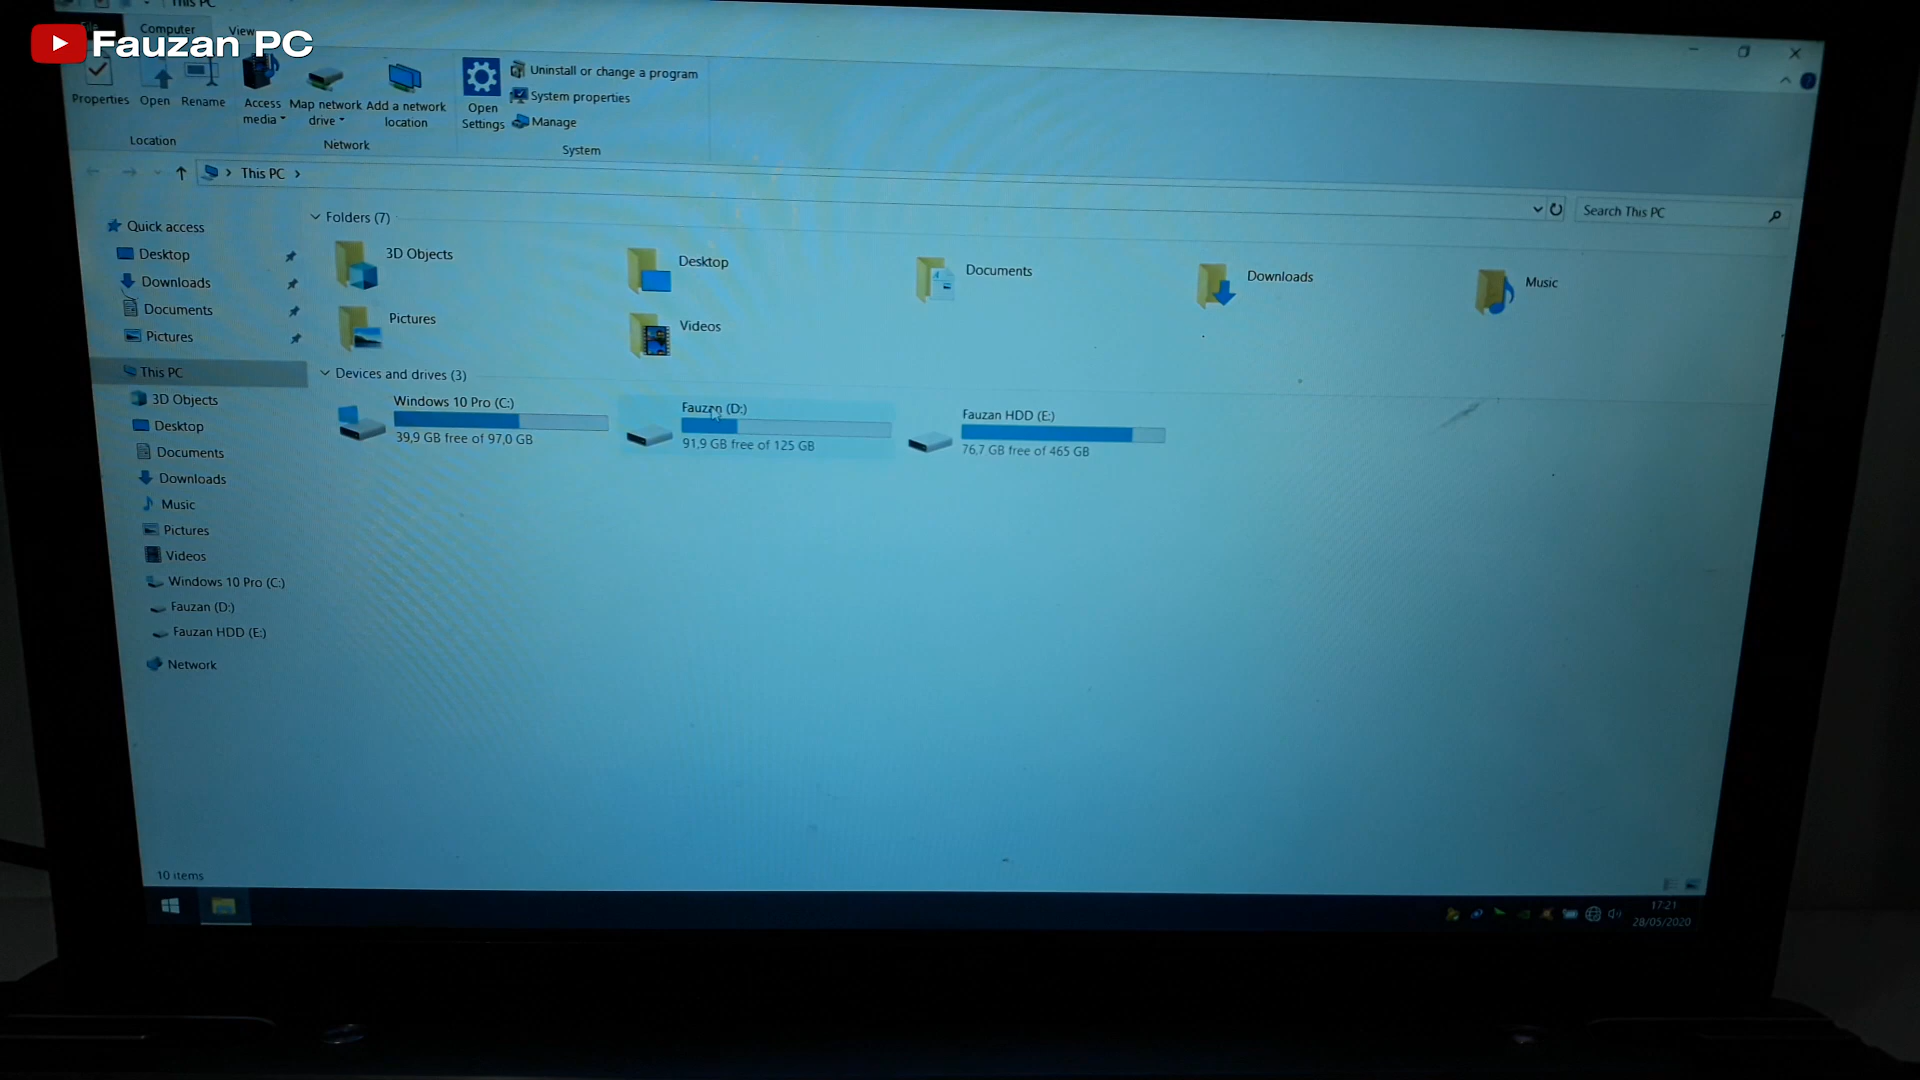 This PC
Fauzan PC
File
Computer
View
Properties
Open
Rename
Access
media
Map network
drive
Add a network
location
Open
Settings
Uninstall or change a program
System properties
Manage
Location
Network
System
This PC
Search This PC
Quick access
Desktop
Downloads
Documents
Pictures
This PC
3D Objects
Desktop
Documents
Downloads
Music
Pictures
Videos
Windows 10 Pro (C:)
Fauzan (D:)
Fauzan HDD (E:)
Network
Folders (7)
3D Objects
Desktop
Documents
Downloads
Music
Pictures
Videos
Devices and drives (3)
Windows 10 Pro (C:)
39,9 GB free of 97,0 GB
Fauzan (D:)
91,9 GB free of 125 GB
Fauzan HDD (E:)
76,7 GB free of 465 GB
10 items
17:21
28/05/2020